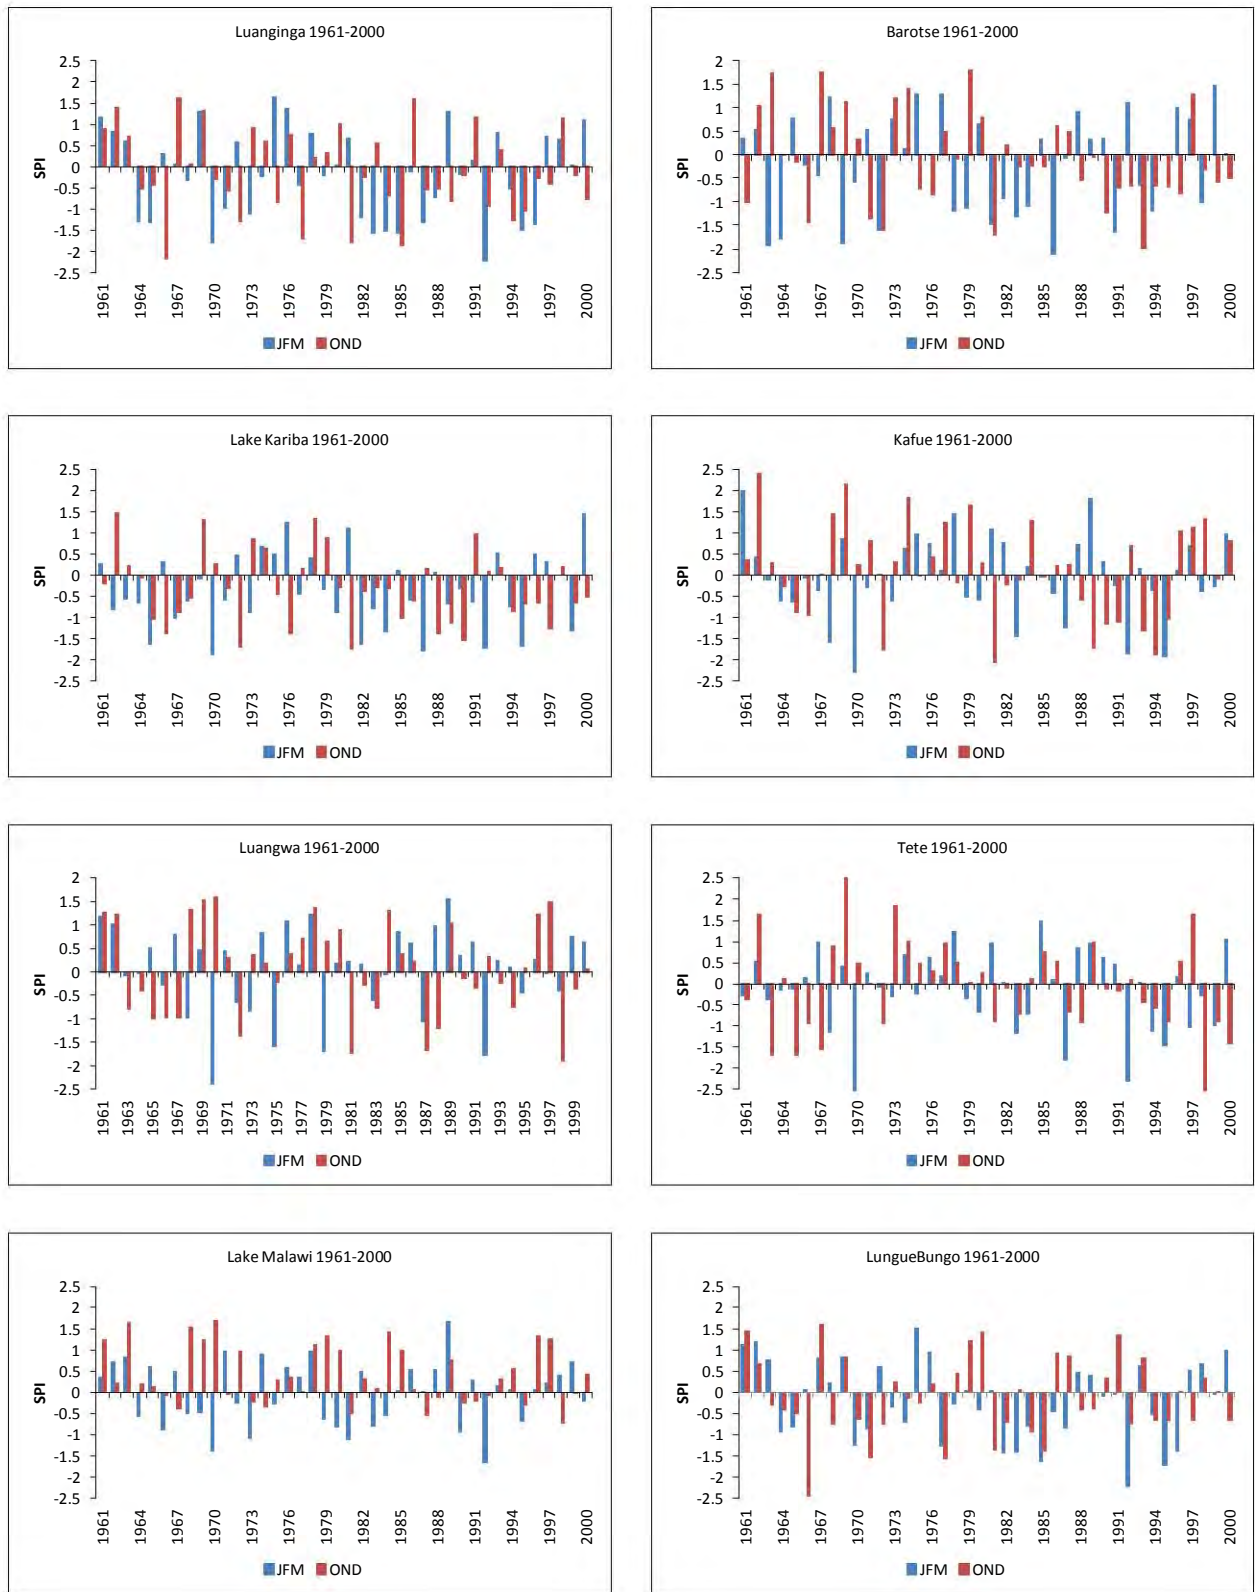 Luanginga 1961-2000
2.5
2
1.5
1
0.5
0
-0.5
-1
-1.5
-2
-2.5
SPI
1961 1964 1967 1970 1973 1976 1979 1982 1985 1988 1991 1994 1997 2000
JFM OND
Barotse 1961-2000
2
1.5
1
0.5
0
-0.5
-1
-1.5
-2
-2.5
SPI
1961 1964 1967 1970 1973 1976 1979 1982 1985 1988 1991 1994 1997 2000
JFM OND
Lake Kariba 1961-2000
2.5
2
1.5
1
0.5
0
-0.5
-1
-1.5
-2
-2.5
SPI
1961 1964 1967 1970 1973 1976 1979 1982 1985 1988 1991 1994 1997 2000
JFM OND
Kafue 1961-2000
2.5
2
1.5
1
0.5
0
-0.5
-1
-1.5
-2
-2.5
SPI
1961 1964 1967 1970 1973 1976 1979 1982 1985 1988 1991 1994 1997 2000
JFM OND
Luangwa 1961-2000
2
1.5
1
0.5
0
-0.5
-1
-1.5
-2
-2.5
SPI
1961 1963 1965 1967 1969 1971 1973 1975 1977 1979 1981 1983 1985 1987 1989 1991 1993 1995 1997 1999
JFM OND
Tete 1961-2000
2.5
2
1.5
1
0.5
0
-0.5
-1
-1.5
-2
-2.5
SPI
1961 1964 1967 1970 1973 1976 1979 1982 1985 1988 1991 1994 1997 2000
JFM OND
Lake Malawi 1961-2000
2.5
2
1.5
1
0.5
0
-0.5
-1
-1.5
-2
-2.5
SPI
1961 1964 1967 1970 1973 1976 1979 1982 1985 1988 1991 1994 1997 2000
JFM OND
LungueBungo 1961-2000
2.5
2
1.5
1
0.5
0
-0.5
-1
-1.5
-2
-2.5
SPI
1961 1964 1967 1970 1973 1976 1979 1982 1985 1988 1991 1994 1997 2000
JFM OND